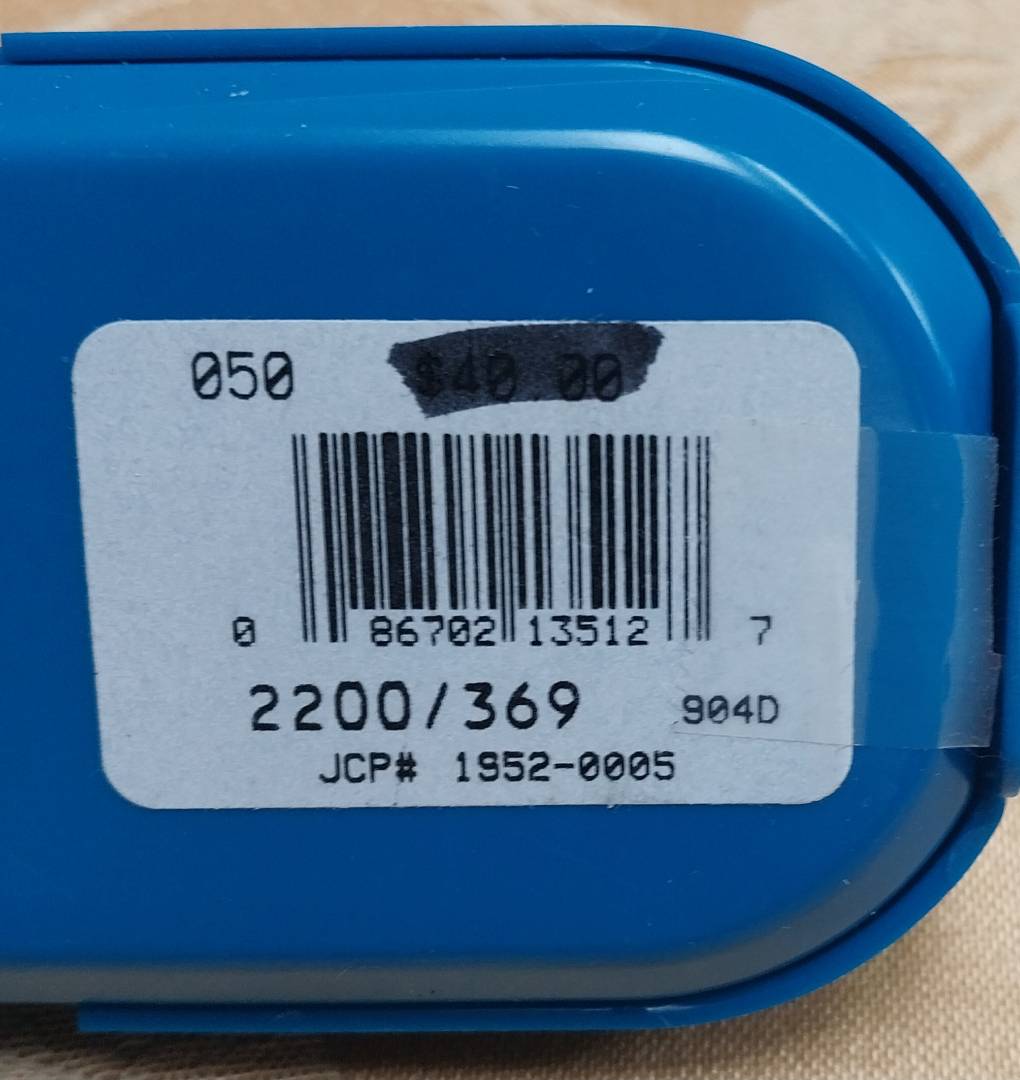 050 $40.00
0 86702 13512 7
2200/369 904D
JCP# 1952-0005